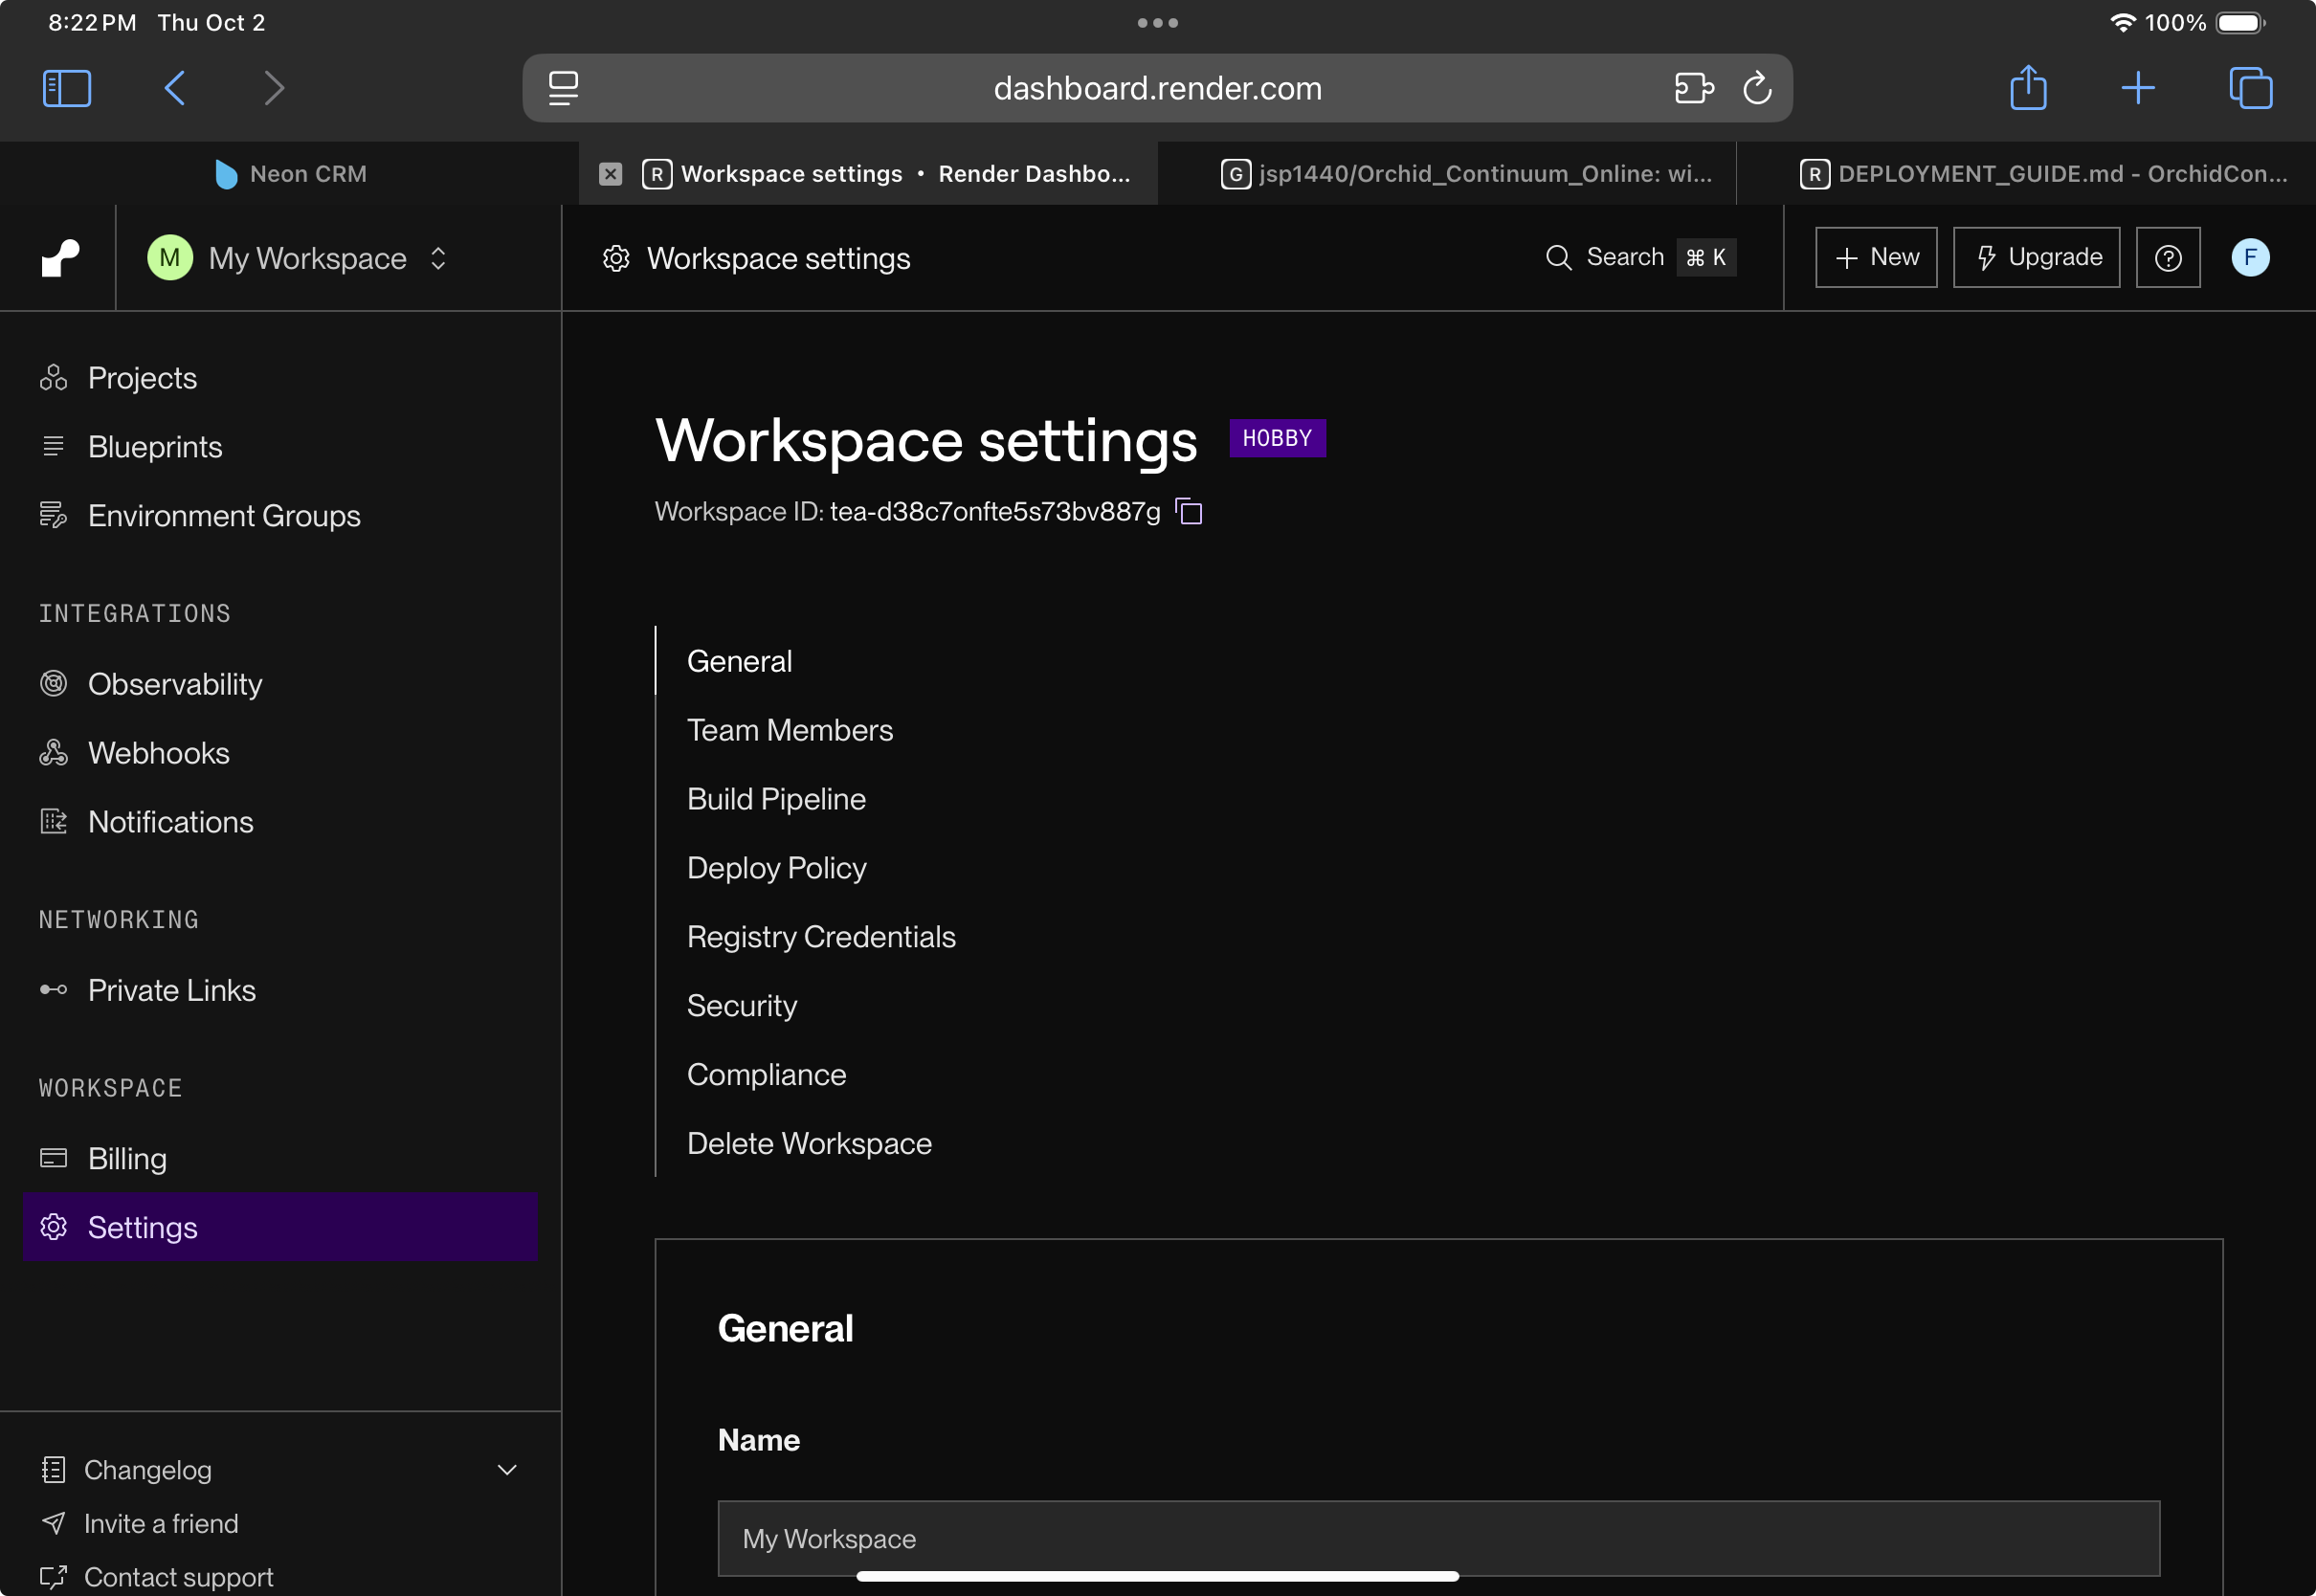 8:22 PM Thu Oct 2
100%
dashboard.render.com
Neon CRM
R Workspace settings • Render Dashbo...
G jsp1440/Orchid_Continuum_Online: wi...
R DEPLOYMENT_GUIDE.md - OrchidCon...
M My Workspace
Workspace settings
Search ⌘ K
+ New
Upgrade
?
F
Projects
Blueprints
Environment Groups
INTEGRATIONS
Observability
Webhooks
Notifications
NETWORKING
Private Links
WORKSPACE
Billing
Settings
Changelog
Invite a friend
Contact support
Workspace settings HOBBY
Workspace ID: tea-d38c7onfte5s73bv887g
General
Team Members
Build Pipeline
Deploy Policy
Registry Credentials
Security
Compliance
Delete Workspace
General
Name
My Workspace